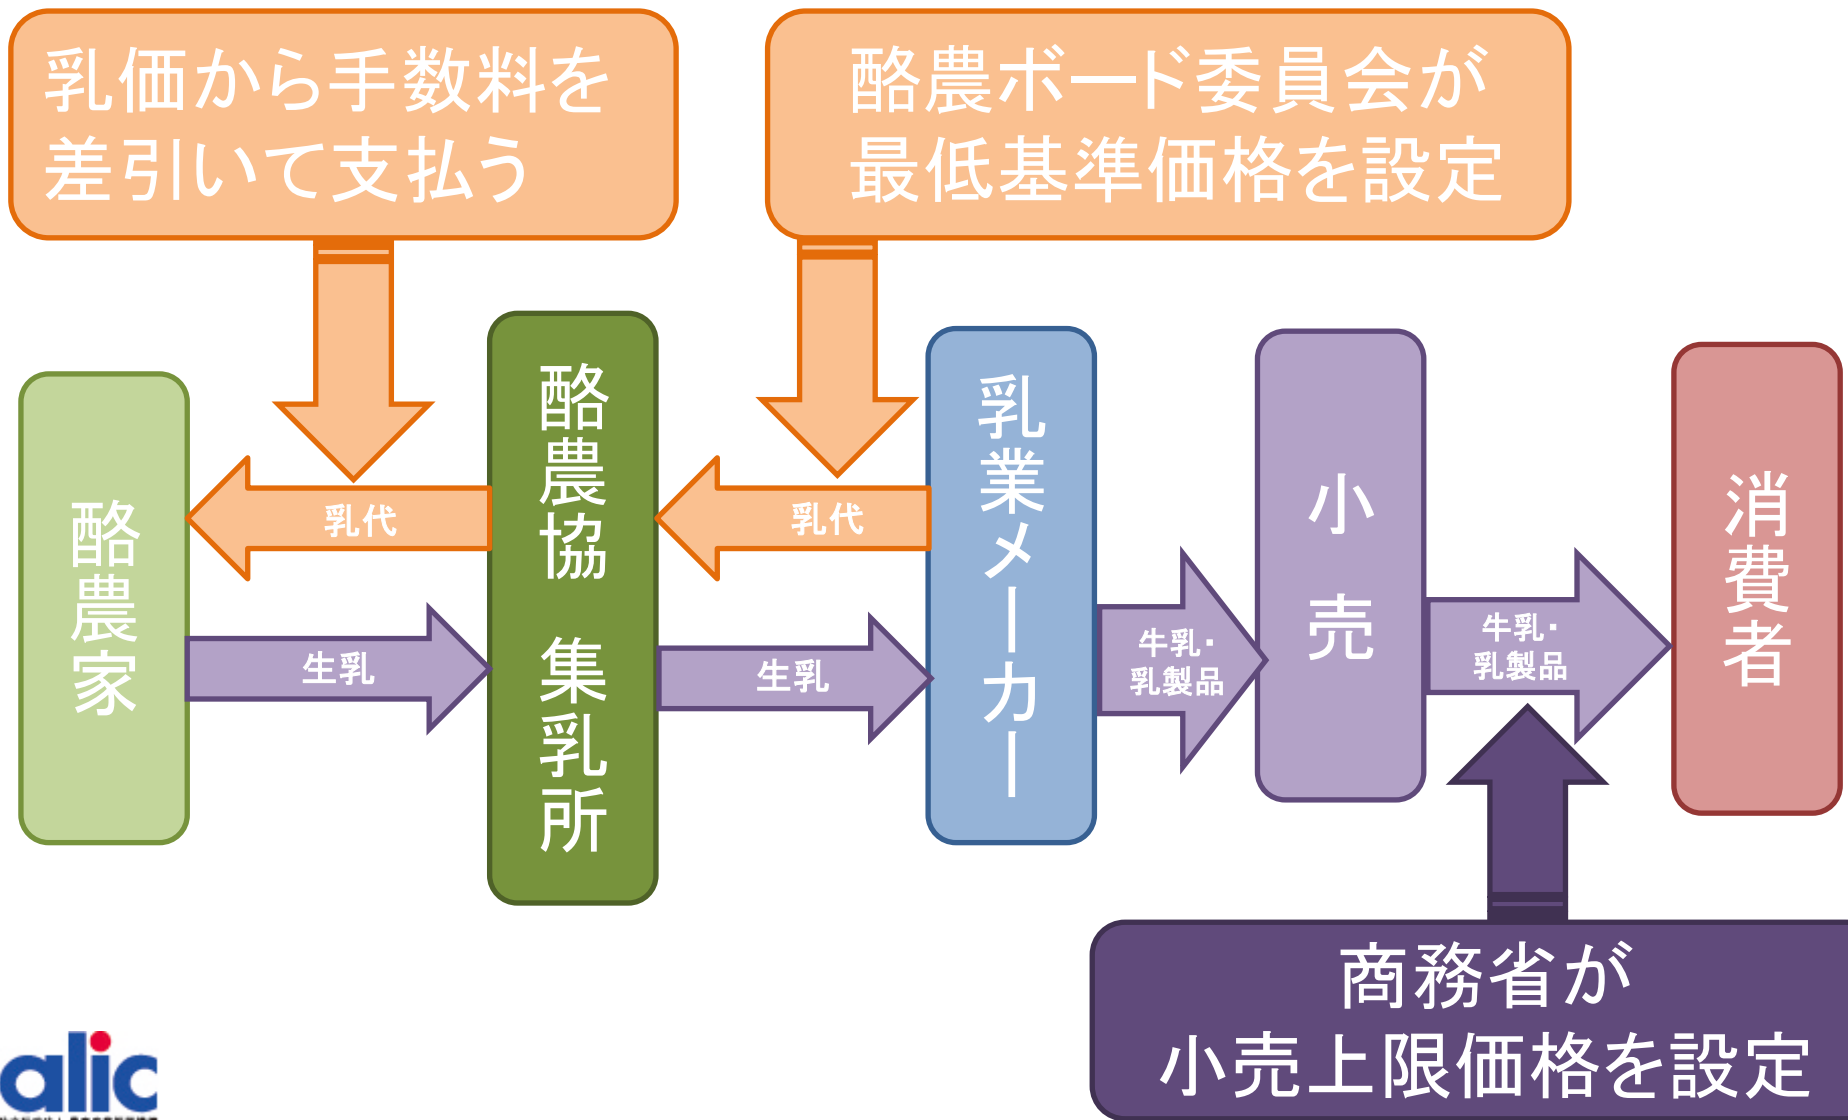 乳価から手数料を
差引いて支払う
酪農ボード委員会が
最低基準価格を設定
酪農家
乳代
生乳
酪農協 集乳所
乳代
生乳
乳業メーカー
牛乳・
乳製品
小売
牛乳・
乳製品
消費者
商務省が
小売上限価格を設定
alic